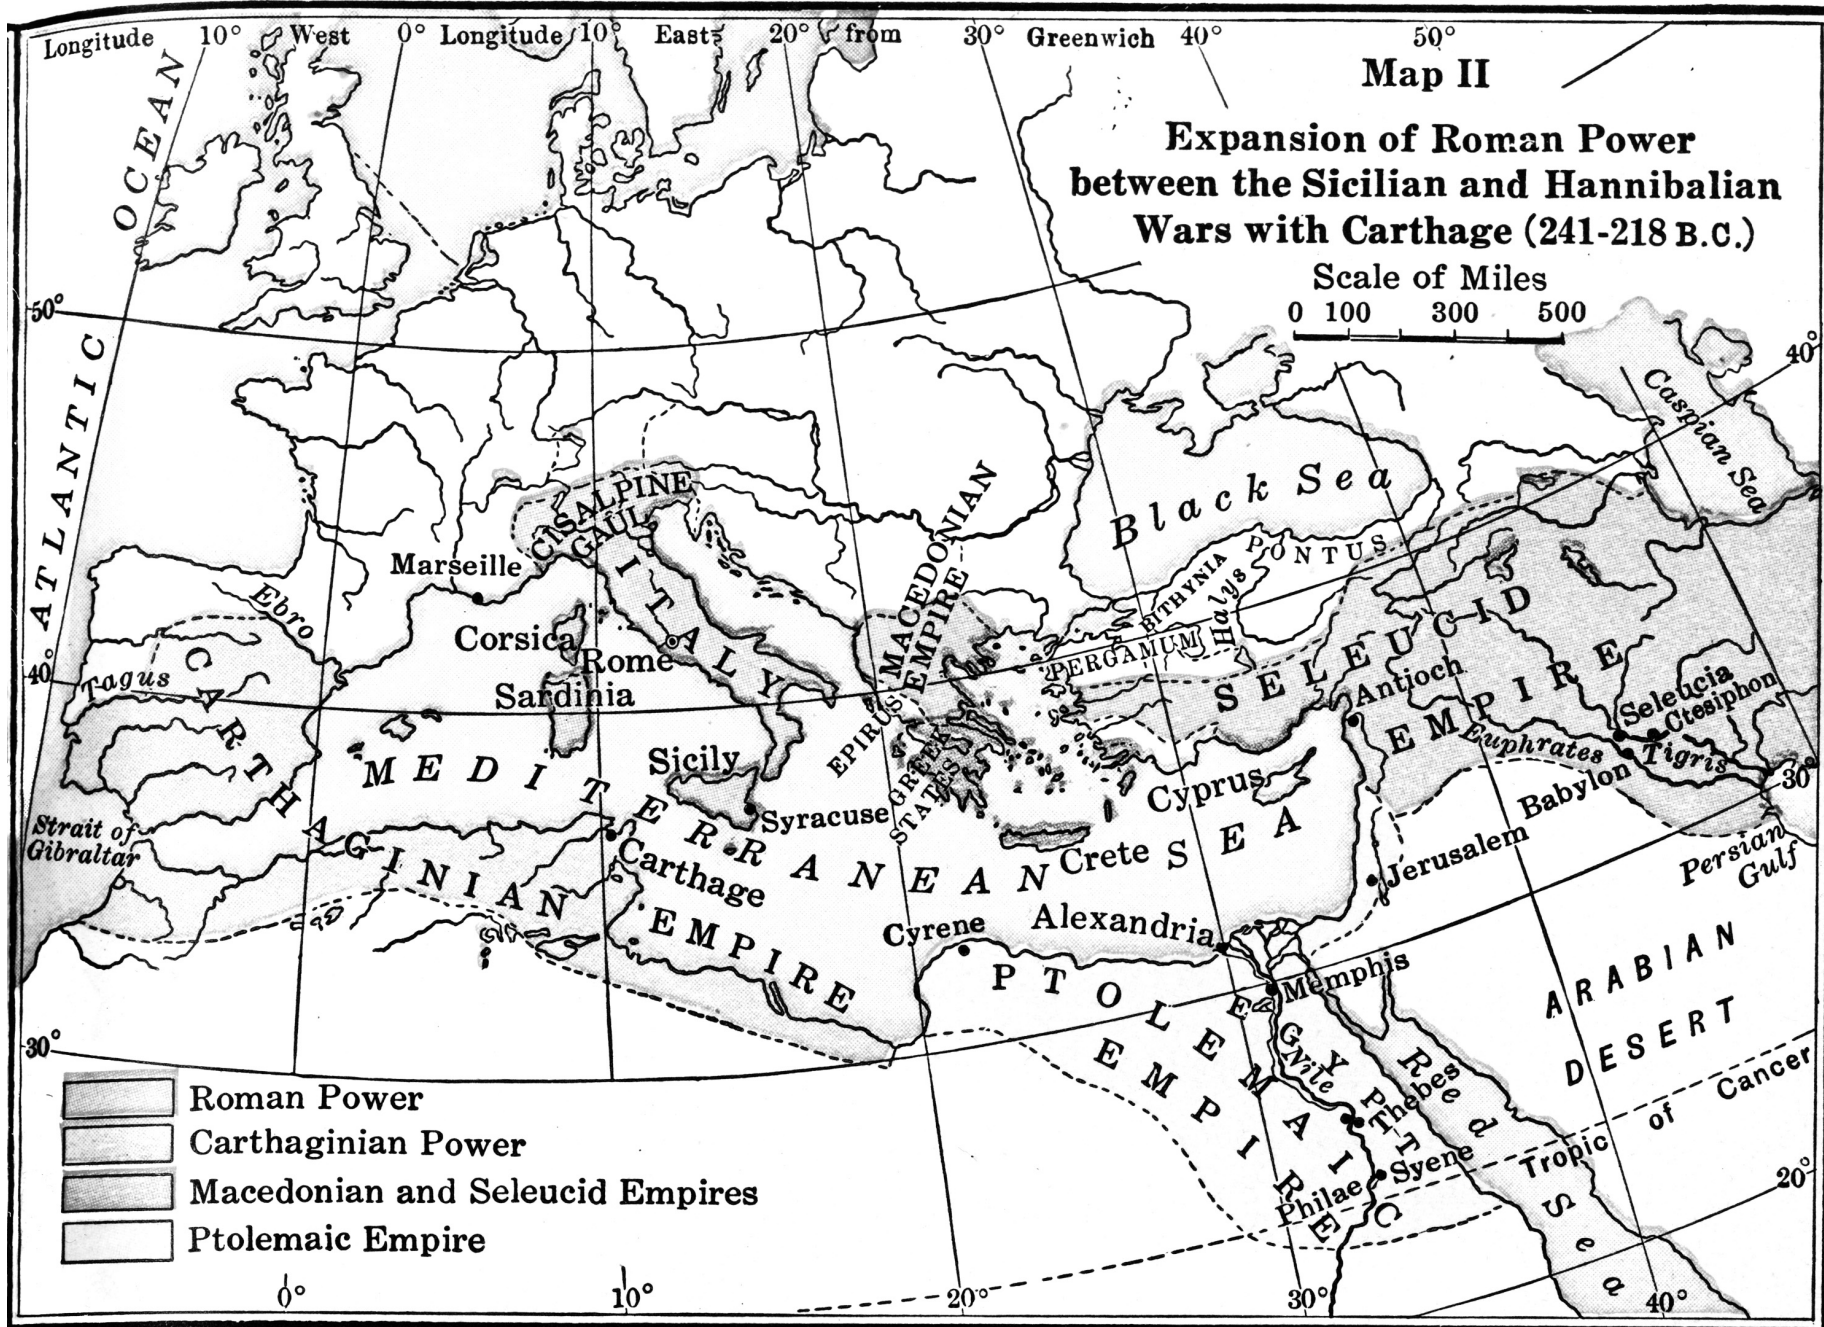 Longitude 10° West 0° Longitude 10° East 20° from 30° Greenwich 40° 50°
Map II
Expansion of Roman Power
between the Sicilian and Hannibalian
Wars with Carthage (241-218 B.C.)
Scale of Miles
0 100 300 500
ATLANTIC OCEAN
50°
40°
40°
30°
30°
20°
Caspian Sea
Black Sea
CISALPINE
GAUL
ITALY
MACEDONIAN
EMPIRE
BITHYNIA
PONTUS
Halys
PERGAMUM
Marseille
Ebro
Tagus
Corsica
Rome
Sardinia
SELEUCID
EMPIRE
Antioch
Seleucia
Ctesiphon
Euphrates
Tigris
Babylon
EPIRUS
GREEK
STATES
Sicily
Syracuse
Cyprus
Crete
MEDITERRANEAN SEA
Strait of
Gibraltar
CARTHAGINIAN
EMPIRE
Carthage
Jerusalem
Persian
Gulf
Cyrene
Alexandria
Memphis
PTOLEMAIC
EMPIRE
EGYPT
Nile
Thebes
Syene
Philae
Red Sea
ARABIAN
DESERT
Tropic of Cancer
Roman Power
Carthaginian Power
Macedonian and Seleucid Empires
Ptolemaic Empire
0° 10° 20° 30° 40°